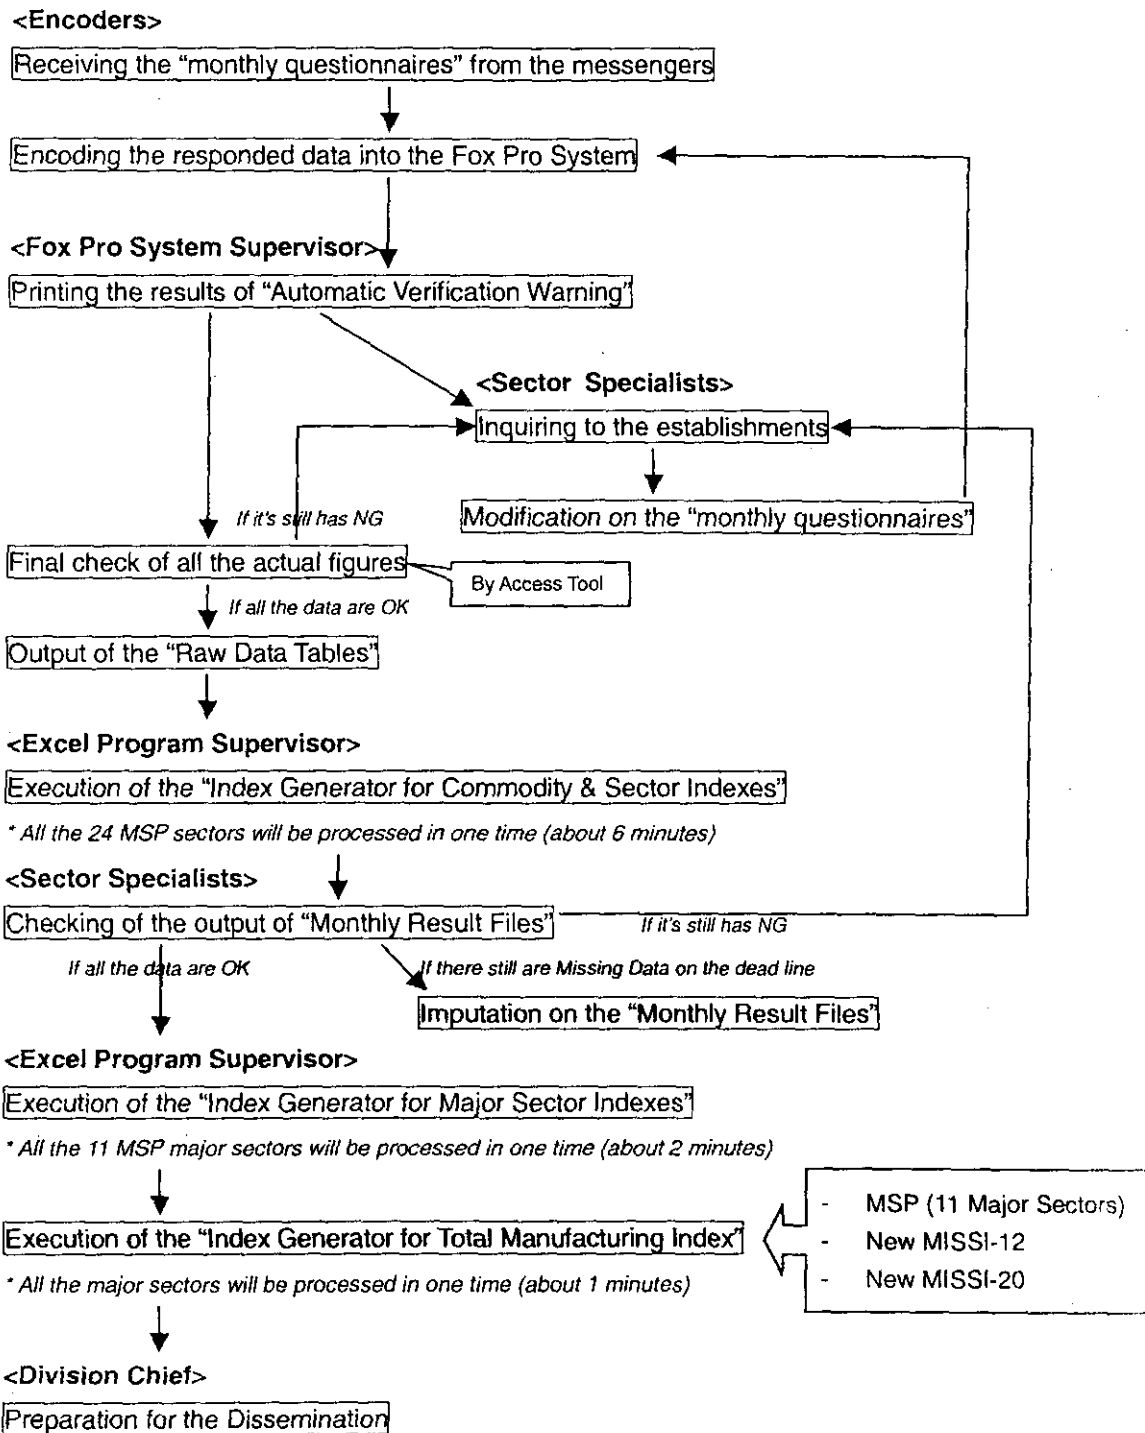 <Encoders>
Receiving the “monthly questionnaires” from the messengers
Encoding the responded data into the Fox Pro System
<Fox Pro System Supervisor>
Printing the results of “Automatic Verification Warning”
<Sector Specialists>
Inquiring to the establishments
If it's still has NG
Modification on the “monthly questionnaires”
Final check of all the actual figures
By Access Tool
If all the data are OK
Output of the “Raw Data Tables”
<Excel Program Supervisor>
Execution of the “Index Generator for Commodity & Sector Indexes”
* All the 24 MSP sectors will be processed in one time (about 6 minutes)
<Sector Specialists>
Checking of the output of “Monthly Result Files”
If it's still has NG
If all the data are OK
If there still are Missing Data on the dead line
Imputation on the “Monthly Result Files”
<Excel Program Supervisor>
Execution of the “Index Generator for Major Sector Indexes”
* All the 11 MSP major sectors will be processed in one time (about 2 minutes)
- MSP (11 Major Sectors)
Execution of the “Index Generator for Total Manufacturing Index”
- New MISSI-12
- New MISSI-20
* All the major sectors will be processed in one time (about 1 minutes)
<Division Chief>
Preparation for the Dissemination